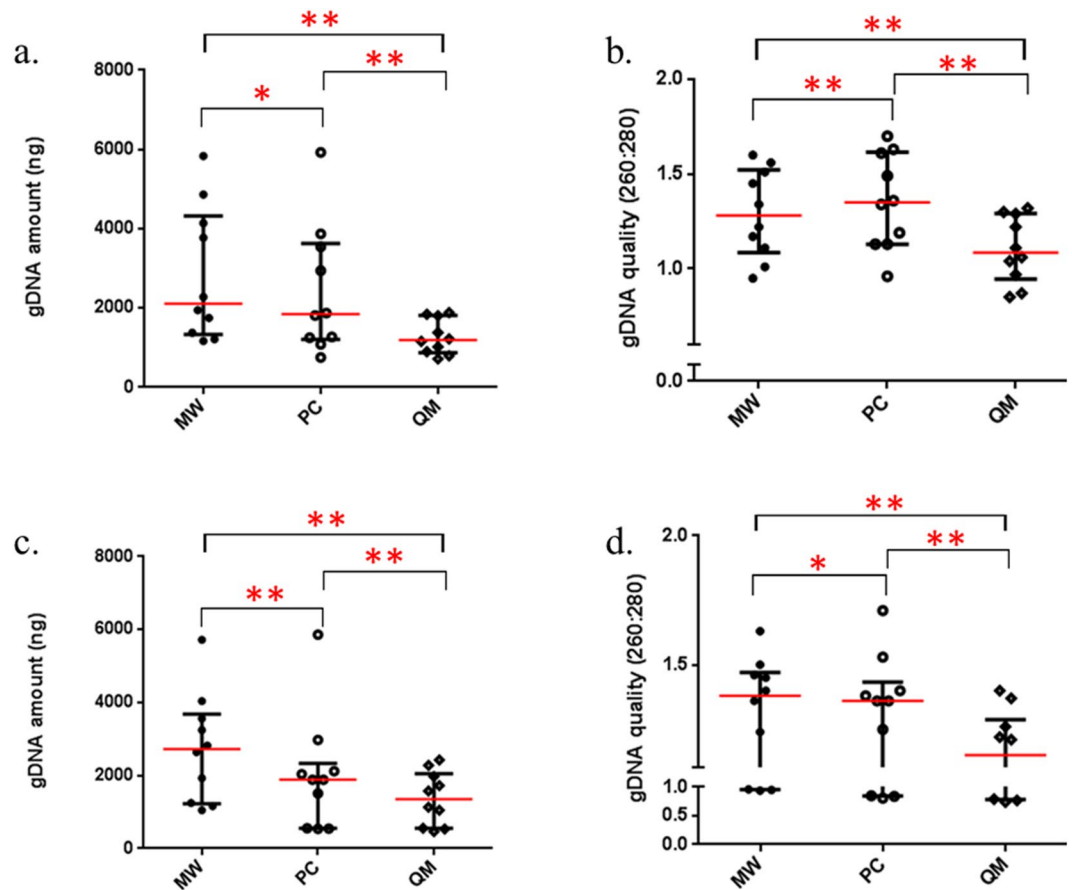 a.
**
**
*
8000
6000
4000
2000
0
gDNA amount (ng)
MW
PC
QM
b.
**
**
**
2.0
1.5
1.0
0.0
gDNA quality (260:280)
MW
PC
QM
c.
**
**
**
8000
6000
4000
2000
0
gDNA amount (ng)
MW
PC
QM
d.
**
**
*
2.0
1.5
1.0
0.5
0.0
gDNA quality (260:280)
MW
PC
QM